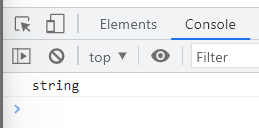 Elements
Console
top ▼
Filter
string
>